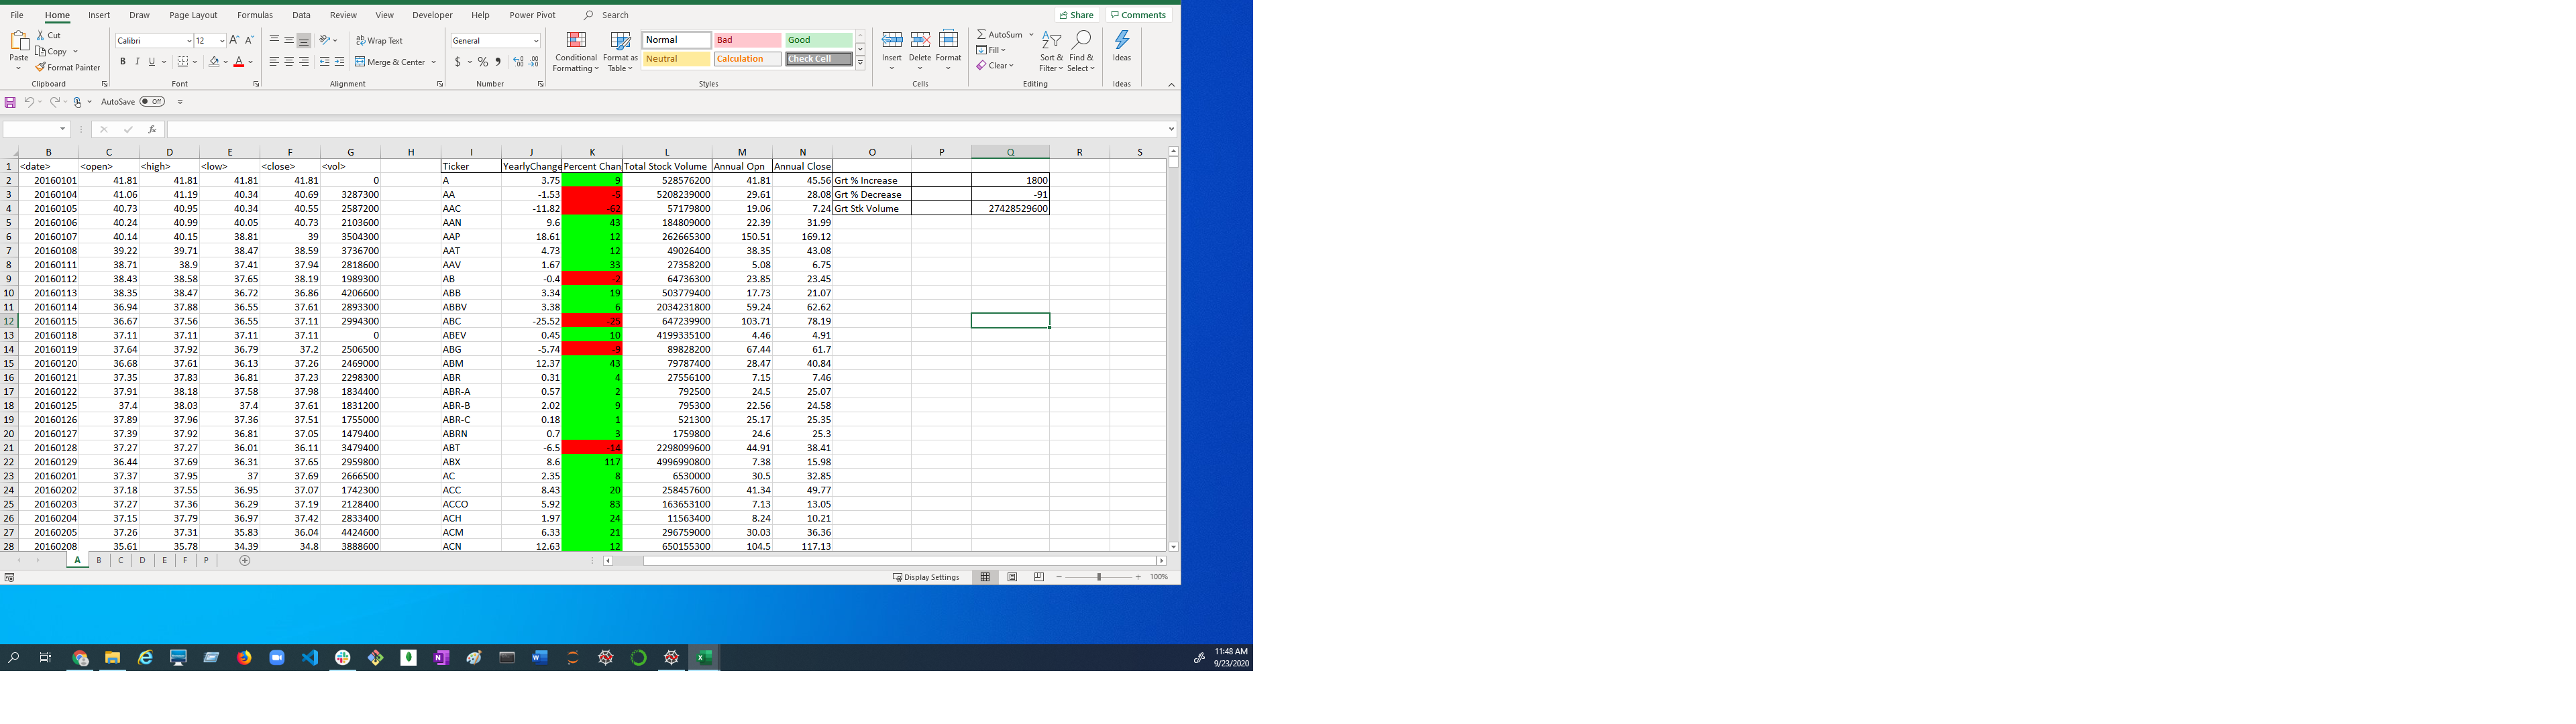 File Home Insert Draw Page Layout Formulas Data Review View Developer Help Power Pivot Search Share Comments
Paste Cut Copy Format Painter Clipboard
Calibri 12 A A B I U A Font
ab Wrap Text Merge & Center Alignment
General $ % , Number
Conditional Formatting Format as Table Normal Bad Good Neutral Calculation Check Cell Styles
Insert Delete Format Cells
AutoSum Fill Clear Sort & Filter Find & Select Editing
Ideas Ideas
AutoSave Off
fx
B C D E F G H I J K L M N O P Q R S
1 <date> <open> <high> <low> <close> <vol> Ticker YearlyChange Percent Chan Total Stock Volume Annual Opn Annual Close
2 20160101 41.81 41.81 41.81 41.81 0 A 3.75 9 528576200 41.81 45.56 Grt % Increase 1800
3 20160104 41.06 41.19 40.34 40.69 3287300 AA -1.53 -5 5208239000 29.61 28.08 Grt % Decrease -91
4 20160105 40.73 40.95 40.34 40.55 2587200 AAC -11.82 -62 57179800 19.06 7.24 Grt Stk Volume 27428529600
5 20160106 40.24 40.99 40.05 40.73 2103600 AAN 9.6 43 184809000 22.39 31.99
6 20160107 40.14 40.15 38.81 39 3504300 AAP 18.61 12 262665300 150.51 169.12
7 20160108 39.22 39.71 38.47 38.59 3736700 AAT 4.73 12 49026400 38.35 43.08
8 20160111 38.71 38.9 37.41 37.94 2818600 AAV 1.67 33 27358200 5.08 6.75
9 20160112 38.43 38.58 37.65 38.19 1989300 AB -0.4 -2 64736300 23.85 23.45
10 20160113 38.35 38.47 36.72 36.86 4206600 ABB 3.34 19 503779400 17.73 21.07
11 20160114 36.94 37.88 36.55 37.61 2893300 ABBV 3.38 6 2034231800 59.24 62.62
12 20160115 36.67 37.56 36.55 37.11 2994300 ABC -25.52 -25 647239900 103.71 78.19
13 20160118 37.11 37.11 37.11 37.11 0 ABEV 0.45 10 4199335100 4.46 4.91
14 20160119 37.64 37.92 36.79 37.2 2506500 ABG -5.74 -9 89828200 67.44 61.7
15 20160120 36.68 37.61 36.13 37.26 2469000 ABM 12.37 43 79787400 28.47 40.84
16 20160121 37.35 37.83 36.81 37.23 2298300 ABR 0.31 4 27556100 7.15 7.46
17 20160122 37.91 38.18 37.58 37.98 1834400 ABR-A 0.57 2 792500 24.5 25.07
18 20160125 37.4 38.03 37.4 37.61 1831200 ABR-B 2.02 9 795300 22.56 24.58
19 20160126 37.89 37.96 37.36 37.51 1755000 ABR-C 0.18 1 521300 25.17 25.35
20 20160127 37.39 37.92 36.81 37.05 1479400 ABRN 0.7 3 1759800 24.6 25.3
21 20160128 37.27 37.27 36.01 36.11 3479400 ABT -6.5 -14 2298099600 44.91 38.41
22 20160129 36.44 37.69 36.31 37.65 2959800 ABX 8.6 117 4996990800 7.38 15.98
23 20160201 37.37 37.95 37 37.69 2666500 AC 2.35 8 6530000 30.5 32.85
24 20160202 37.18 37.55 36.95 37.07 1742300 ACC 8.43 20 258457600 41.34 49.77
25 20160203 37.27 37.36 36.29 37.19 2128400 ACCO 5.92 83 163653100 7.13 13.05
26 20160204 37.15 37.79 36.97 37.42 2833400 ACH 1.97 24 11563400 8.24 10.21
27 20160205 37.26 37.31 35.83 36.04 4424600 ACM 6.33 21 296759000 30.03 36.36
28 20160208 35.61 35.78 34.39 34.8 3888600 ACN 12.63 12 650155300 104.5 117.13
A B C D E F P
Display Settings 100%
11:48 AM
9/23/2020